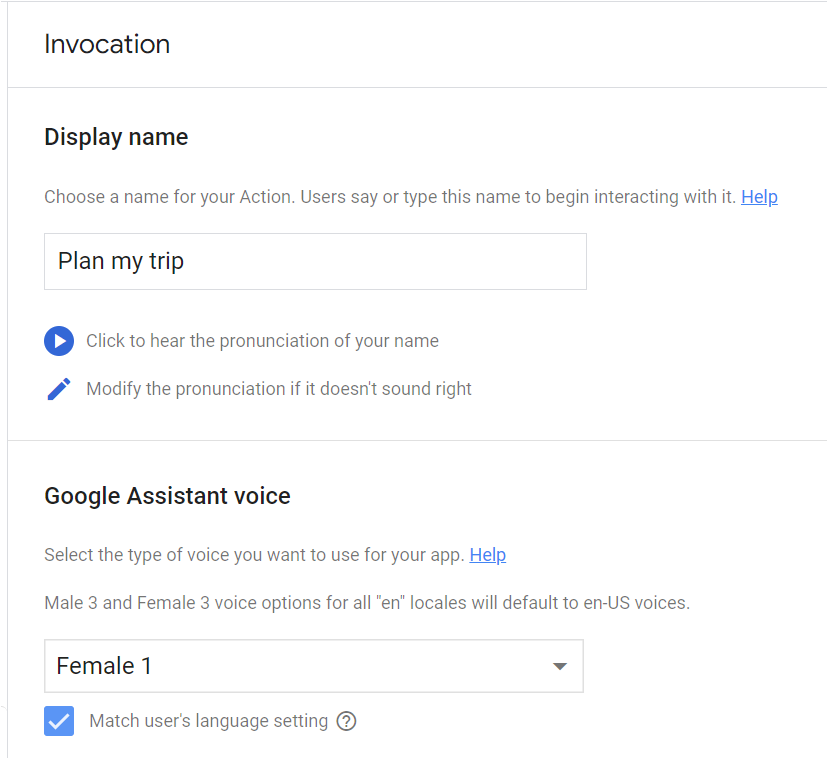 Invocation
Display name
Choose a name for your Action. Users say or type this name to begin interacting with it. Help
Plan my trip
Click to hear the pronunciation of your name
Modify the pronunciation if it doesn't sound right
Google Assistant voice
Select the type of voice you want to use for your app. Help
Male 3 and Female 3 voice options for all "en" locales will default to en-US voices.
Female 1
Match user's language setting ?